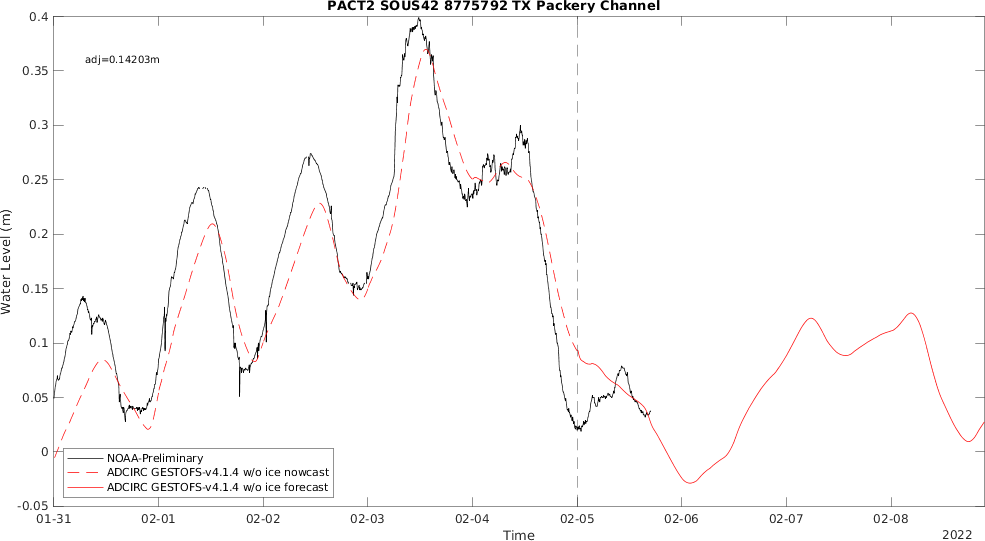 PACT2 SOUS42 8775792 TX Packery Channel
adj=0.14203m
Water Level (m)
0.4
0.35
0.3
0.25
0.2
0.15
0.1
0.05
0
-0.05
NOAA-Preliminary
ADCIRC GESTOFS-v4.1.4 w/o ice nowcast
ADCIRC GESTOFS-v4.1.4 w/o ice forecast
01-31 02-01 02-02 02-03 02-04 02-05 02-06 02-07 02-08
Time
2022